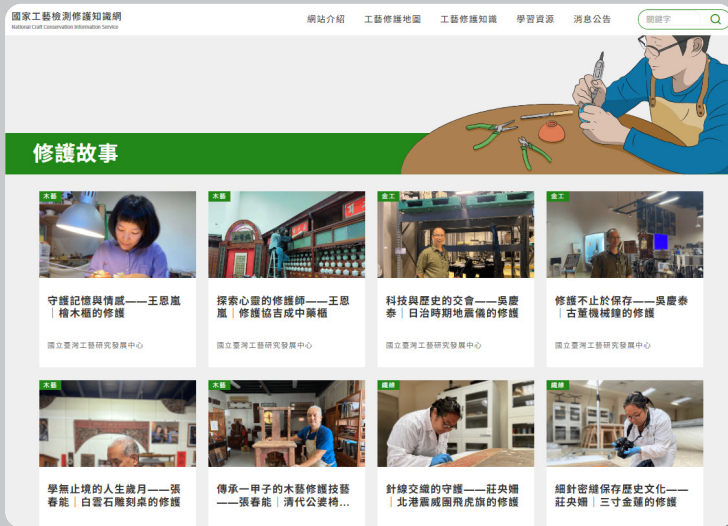 國家工藝檢測修護知識網
National Craft Conservation Information Service
網站介紹 工藝修護地圖 工藝修護知識 學習資源 消息公告 關鍵字
修護故事
木藝 木藝 金工 金工
守護記憶與情感——王恩嵐
｜檜木櫃的修護
國立臺灣工藝研究發展中心
探索心靈的修護師——王恩
嵐｜修護協吉成中藥櫃
國立臺灣工藝研究發展中心
科技與歷史的交會——吳慶
泰｜日治時期地震儀的修護
國立臺灣工藝研究發展中心
修護不止於保存——吳慶泰
｜古董機械鐘的修護
國立臺灣工藝研究發展中心
木藝 木藝 纖維 纖維
學無止境的人生歲月——張
春能｜白雲石雕刻桌的修護
傳承一甲子的木藝修護技藝
——張春能｜清代公婆椅...
針線交織的守護——莊央姍
｜北港震威團飛虎旗的修護
細針密縫保存歷史文化——
莊央姍｜三寸金蓮的修護